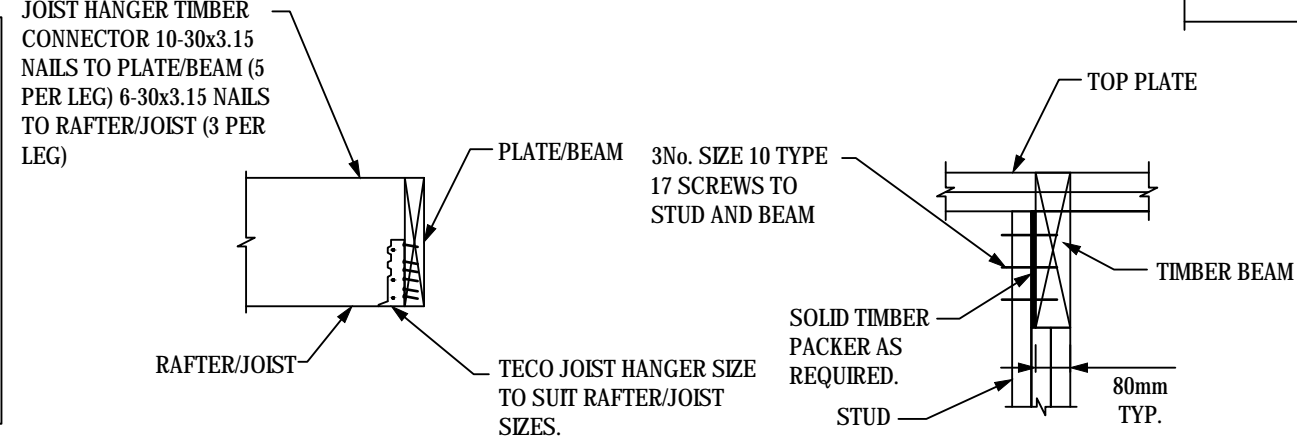 JOIST HANGER TIMBER
CONNECTOR 10-30x3.15
NAILS TO PLATE/BEAM (5
PER LEG) 6-30x3.15 NAILS
TO RAFTER/JOIST (3 PER
LEG)
PLATE/BEAM
RAFTER/JOIST
TECO JOIST HANGER SIZE
TO SUIT RAFTER/JOIST
SIZES.
TOP PLATE
3No. SIZE 10 TYPE
17 SCREWS TO
STUD AND BEAM
TIMBER BEAM
SOLID TIMBER
PACKER AS
REQUIRED.
STUD
80mm
TYP.